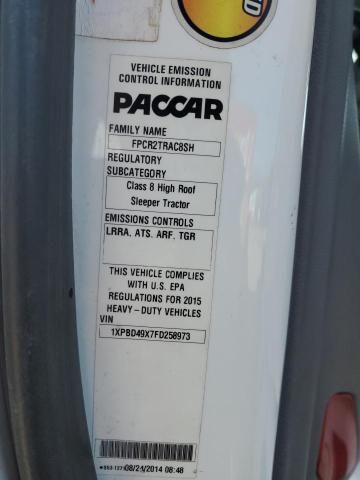 VEHICLE EMISSION
CONTROL INFORMATION
PACCAR
FAMILY NAME
FPCR2TRAC8SH
REGULATORY
SUBCATEGORY
Class 8 High Roof
Sleeper Tractor
EMISSIONS CONTROLS
LRRA, ATS, ARF, TGR
THIS VEHICLE COMPLIES
WITH U.S. EPA
REGULATIONS FOR 2015
HEAVY-DUTY VEHICLES
VIN
1XPBD49X7FD258973
08/21/2014 08:48